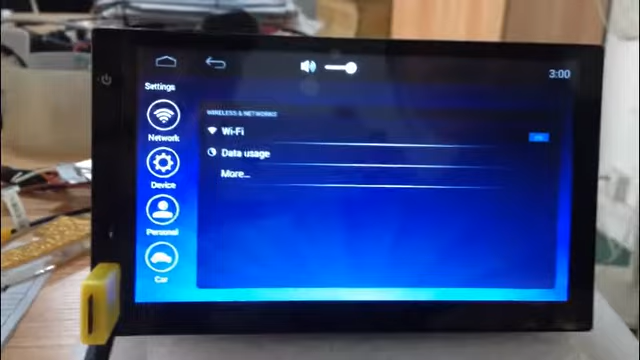 3:00
Settings
WIRELESS & NETWORKS
Wi-Fi
Network
Data usage
More...
Device
Personal
Car